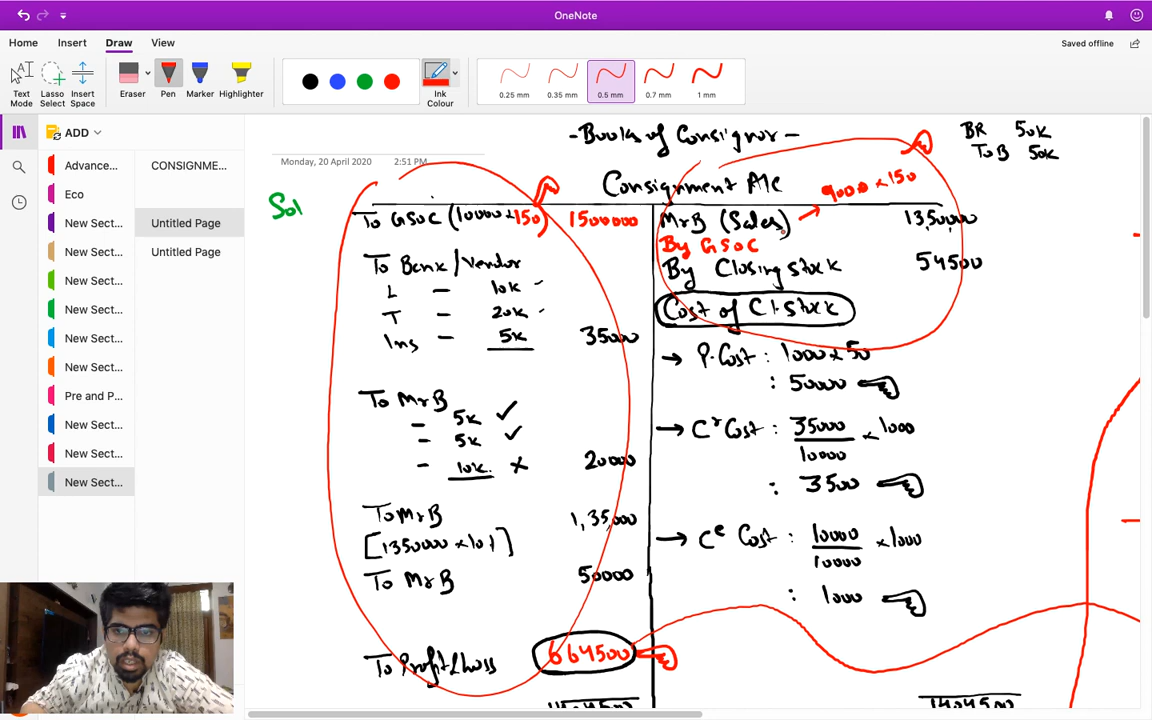 OneNote
Home Insert Draw View
Saved offline
Text Mode
Lasso Select
Insert Space
Eraser
Pen
Marker
Highlighter
Ink Colour
0.25 mm
0.35 mm
0.5 mm
0.7 mm
1 mm
ADD
Advance...
Eco
New Sect...
New Sect...
New Sect...
New Sect...
New Sect...
New Sect...
Pre and P...
New Sect...
New Sect...
New Sect...
CONSIGNME...
Untitled Page
Untitled Page
Monday, 20 April 2020 2:51 PM
-Books of Consignor-
BR 50k
To B 50k
Consignment A/c
9000 x 150
Sol
To GSOC (10000 x 150) 1500000
To Bank/Vendor
L - 10k
T - 20k
Ins - 5k 35000
To Mr B
- 5k ✓
- 5k ✓
- 10k. x 20000
To Mr B 1,35,000
[1350000 x 10%]
To Mr B 50000
To Profit & Loss 664500
Mr B (Sales) 13,50,000
By GSOC
By Closing stock 54500
Cost of Cl. Stock
→ P. Cost : 1000 x 50
: 50000
→ Cr Cost : 35000/10000 x 1000
: 3500
→ Ce Cost : 10000/10000 x 1000
: 1000
1404500